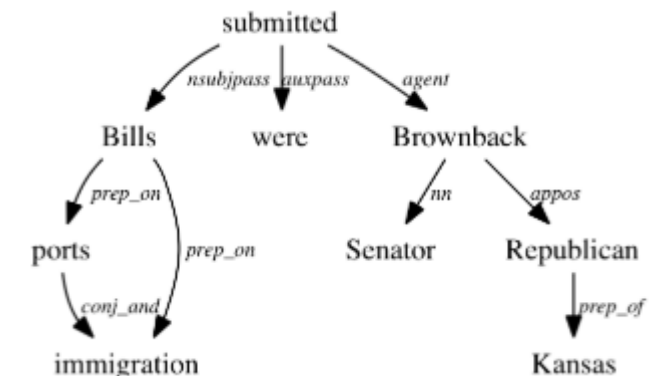 submitted
nsubjpass auxpass agent
Bills were Brownback
prep_on nn appos
ports prep_on Senator Republican
conj_and prep_of
immigration Kansas